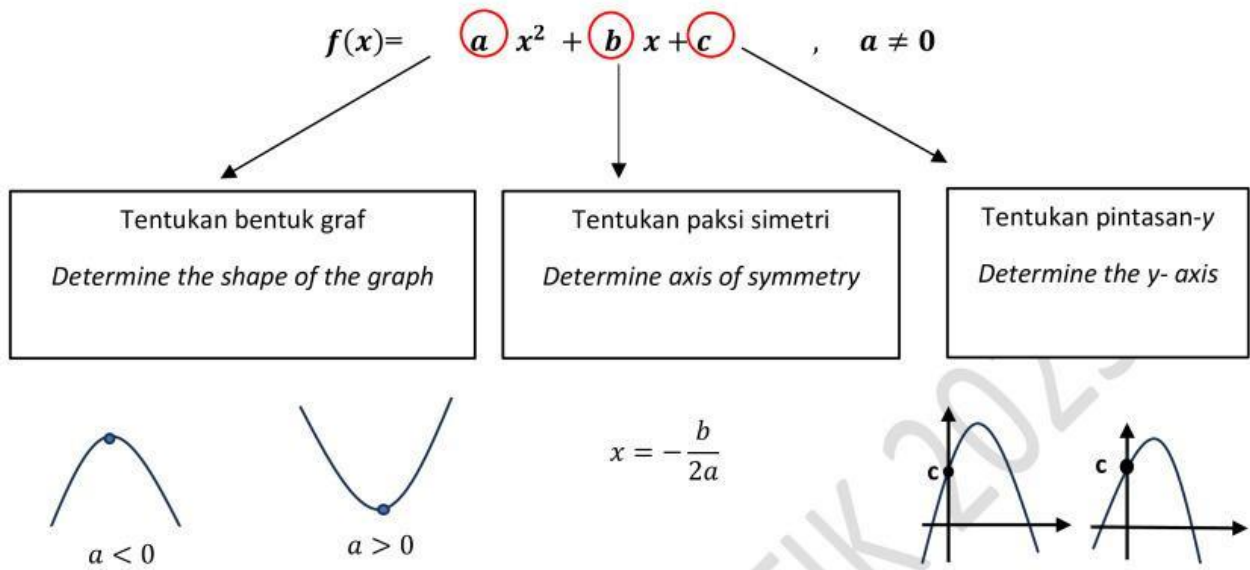 f(x)= a x² + b x + c , a ≠ 0
Tentukan bentuk graf
Determine the shape of the graph
Tentukan paksi simetri
Determine axis of symmetry
Tentukan pintasan-y
Determine the y- axis
a < 0
a > 0
x = − b/2a
c
c